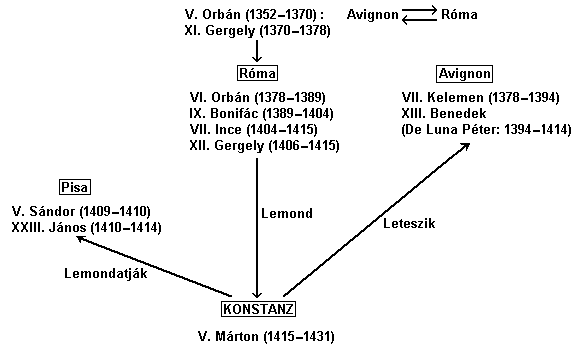 V. Orbán (1352–1370) : Avignon Róma
XI. Gergely (1370–1378)
Róma
VI. Orbán (1378–1389)
IX. Bonifác (1389–1404)
VII. Ince (1404–1415)
XII. Gergely (1406–1415)
Avignon
VII. Kelemen (1378–1394)
XIII. Benedek
(De Luna Péter: 1394–1414)
Pisa
V. Sándor (1409–1410)
XXIII. János (1410–1414)
Lemond
Leteszik
Lemondatják
KONSTANZ
V. Márton (1415–1431)